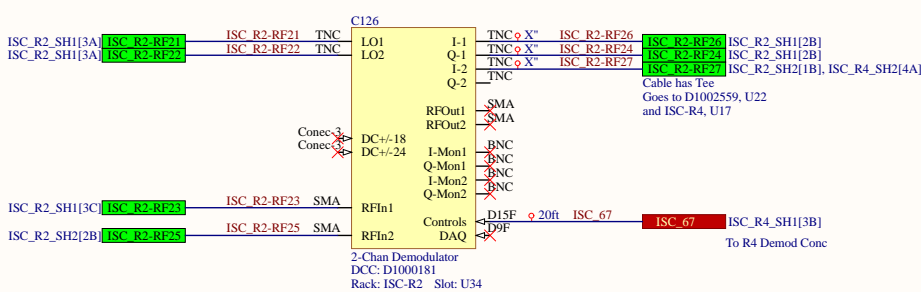 C126
ISC_R2_SH1[3A] ISC_R2-RF21 ISC_R2-RF21 TNC LO1 I-1 TNC X" ISC_R2-RF26 ISC_R2-RF26 ISC_R2_SH1[2B]
ISC_R2_SH1[3A] ISC_R2-RF22 ISC_R2-RF22 TNC LO2 Q-1 TNC X" ISC_R2-RF24 ISC_R2-RF24 ISC_R2_SH1[2B]
I-2 TNC X" ISC_R2-RF27 ISC_R2-RF27 ISC_R2_SH2[1B], ISC_R4_SH2[4A]
Q-2 TNC
Cable has Tee
Goes to D1002559, U22
and ISC-R4, U17
RFOut1 SMA
RFOut2 SMA
Conec-3 DC+/-18
Conec-3 DC+/-24
I-Mon1 BNC
Q-Mon1 BNC
I-Mon2 BNC
Q-Mon2 BNC
ISC_R2_SH1[3C] ISC_R2-RF23 ISC_R2-RF23 SMA RFIn1
Controls D15F 20ft ISC_67 ISC_67 ISC_R4_SH1[3B]
ISC_R2_SH2[2B] ISC_R2-RF25 ISC_R2-RF25 SMA RFIn2 DAQ D9F
To R4 Demod Conc
2-Chan Demodulator
DCC: D1000181
Rack: ISC-R2 Slot: U34